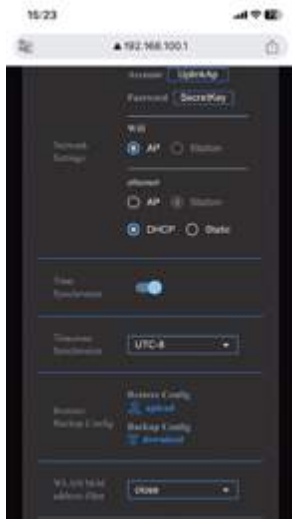 15:23
192.168.100.1
Account UplinkAp
Password SecretKey
Wifi
Network
Settings
AP Station
ethernet
AP Station
DHCP Static
Time
Synchronize
Timezone
Synchronize
UTC-8
Restore
Backup Config
Restore Config
upload
Backup Config
download
WLAN MAC
address filter
close